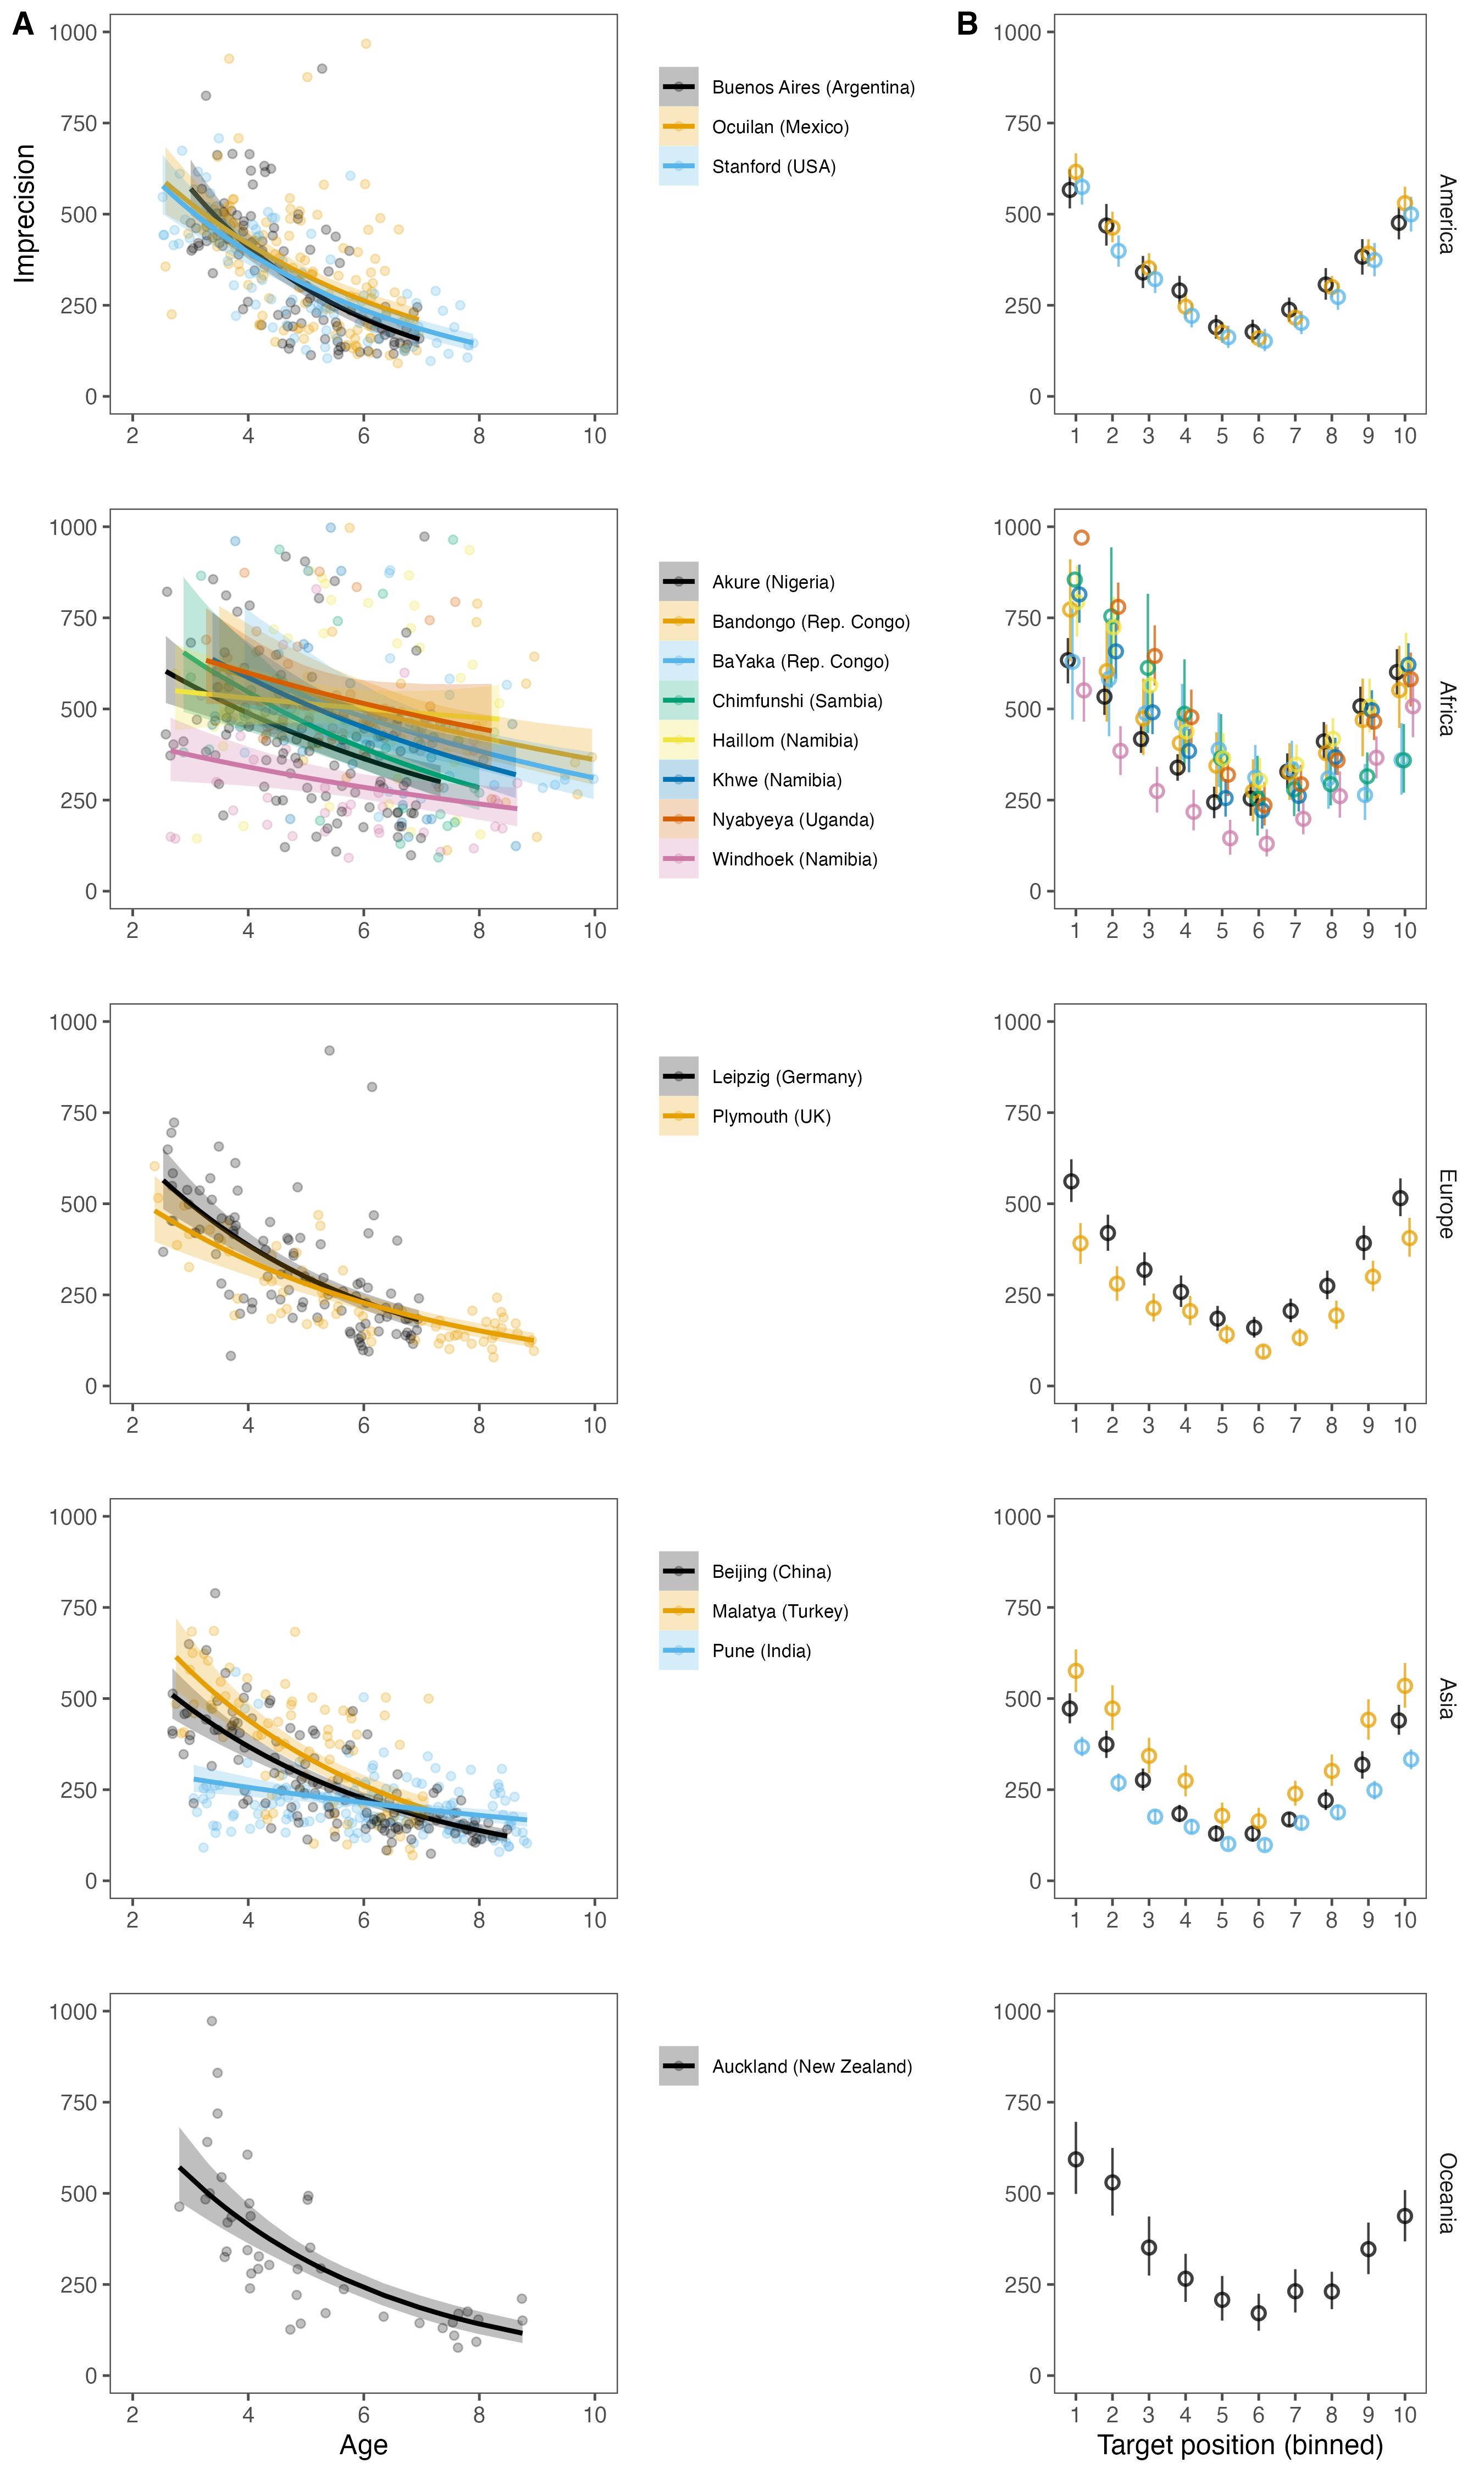 A
B
1000
750
500
250
0
Imprecision
2 4 6 8 10
Buenos Aires (Argentina)
Ocuilan (Mexico)
Stanford (USA)
1000
750
500
250
0
1 2 3 4 5 6 7 8 9 10
America
1000
750
500
250
0
2 4 6 8 10
Akure (Nigeria)
Bandongo (Rep. Congo)
BaYaka (Rep. Congo)
Chimfunshi (Sambia)
Haillom (Namibia)
Khwe (Namibia)
Nyabyeya (Uganda)
Windhoek (Namibia)
1000
750
500
250
0
1 2 3 4 5 6 7 8 9 10
Africa
1000
750
500
250
0
2 4 6 8 10
Leipzig (Germany)
Plymouth (UK)
1000
750
500
250
0
1 2 3 4 5 6 7 8 9 10
Europe
1000
750
500
250
0
2 4 6 8 10
Beijing (China)
Malatya (Turkey)
Pune (India)
1000
750
500
250
0
1 2 3 4 5 6 7 8 9 10
Asia
1000
750
500
250
0
2 4 6 8 10
Age
Auckland (New Zealand)
1000
750
500
250
0
1 2 3 4 5 6 7 8 9 10
Target position (binned)
Oceania